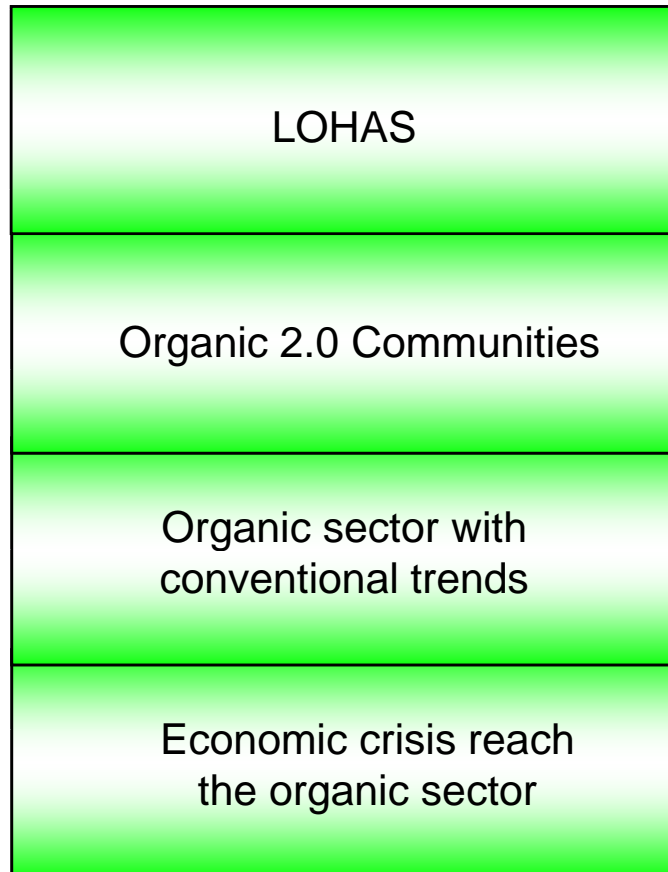 LOHAS
Organic 2.0 Communities
Organic sector with
conventional trends
Economic crisis reach
the organic sector